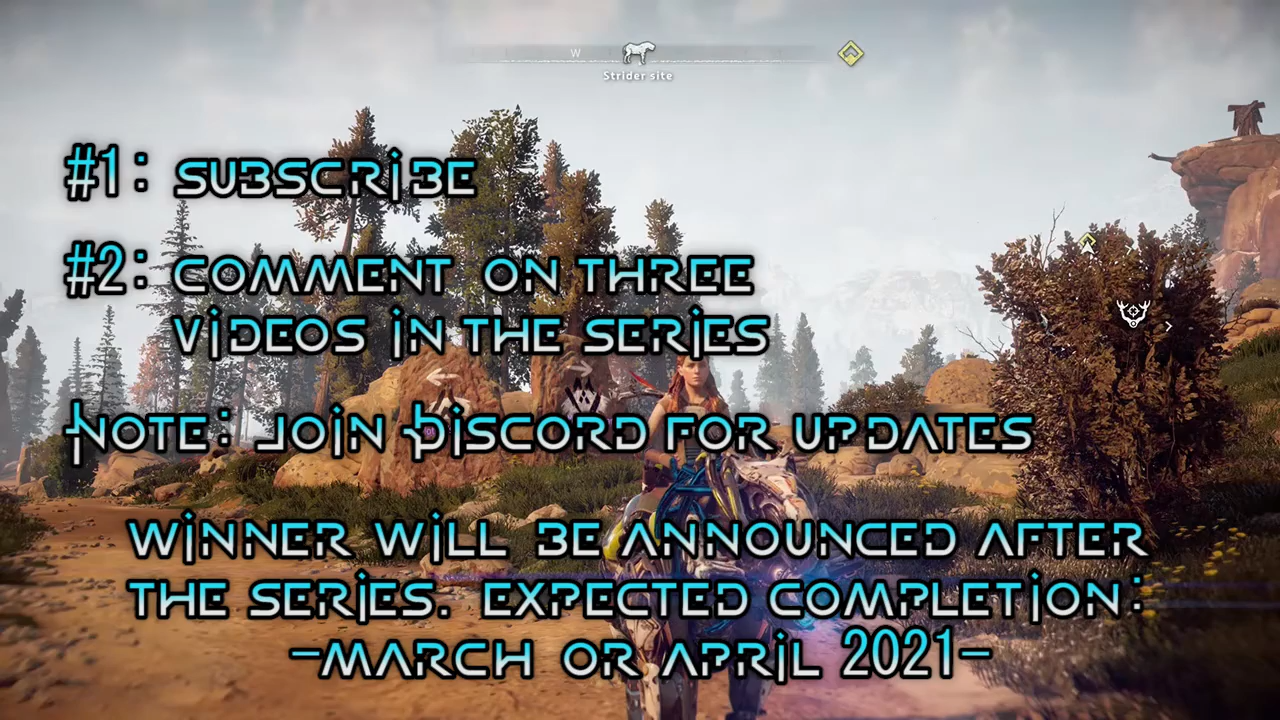 W
Strider site
#1: SUBSCRIBE
#2: COMMENT ON THREE
VIDEOS IN THE SERIES
NOTE: JOIN DISCORD FOR UPDATES
WINNER WILL BE ANNOUNCED AFTER
THE SERIES. EXPECTED COMPLETION:
-MARCH OR APRIL 2021-